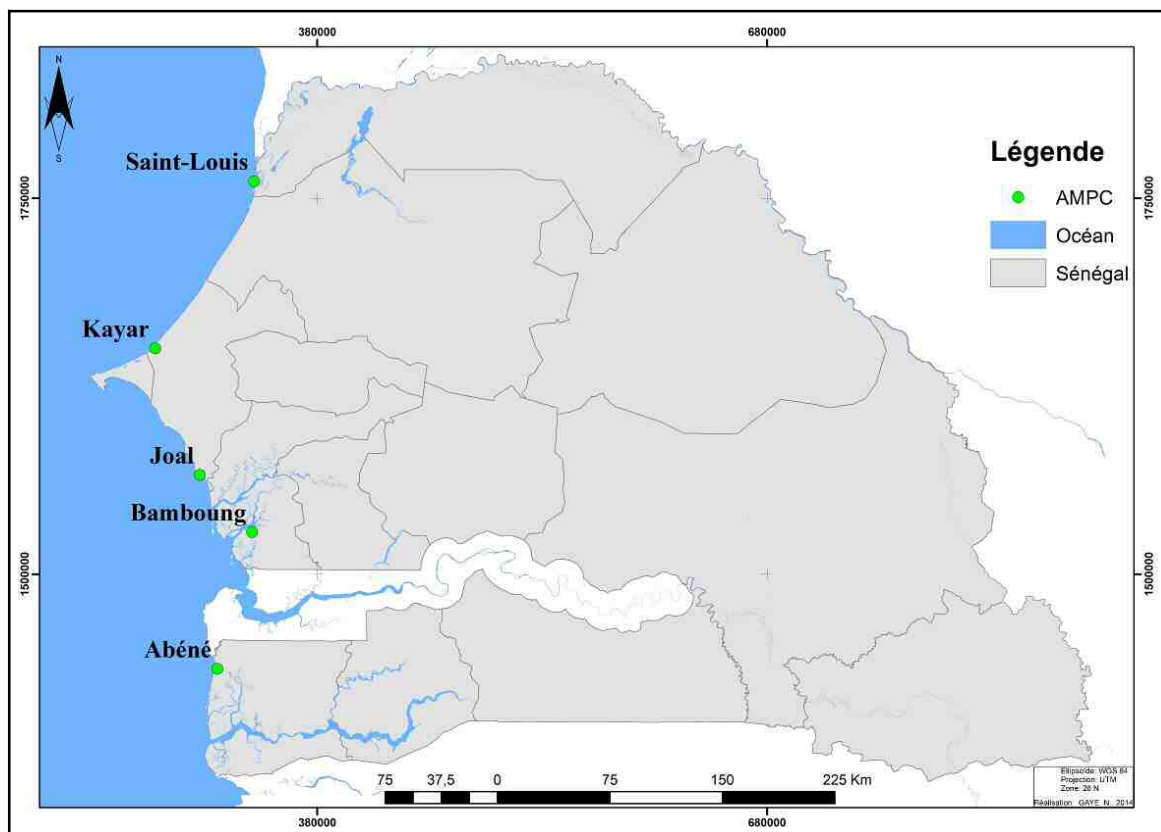 380000
680000
N
S
Saint-Louis
Légende
AMPC
Océan
Sénégal
1750000
1750000
Kayar
Joal
Bamboung
1500000
1500000
Abéné
75 37,5 0 75 150 225 Km
Ellipsoïde: WGS 84
Projection: UTM
Zone: 28 N
Réalisation: GAYE N., 2014
380000
680000